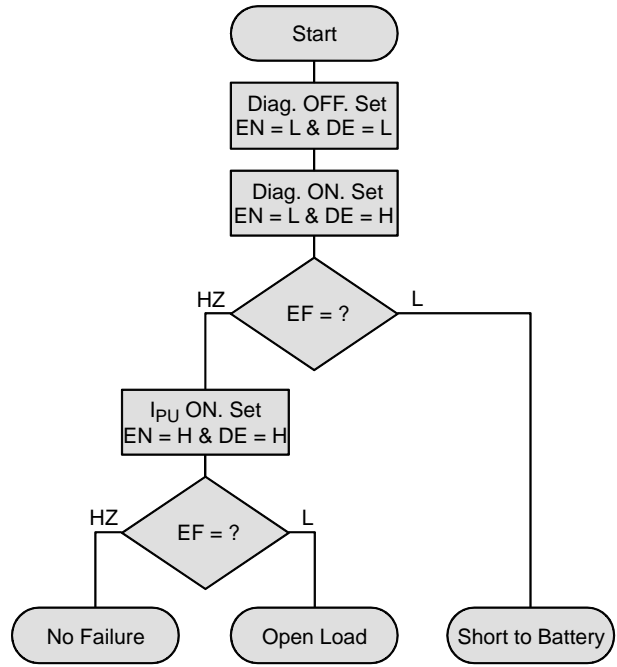 Start
Diag. OFF. Set
EN = L & DE = L
Diag. ON. Set
EN = L & DE = H
EF = ?
HZ
L
IPU ON. Set
EN = H & DE = H
EF = ?
HZ
L
No Failure
Open Load
Short to Battery